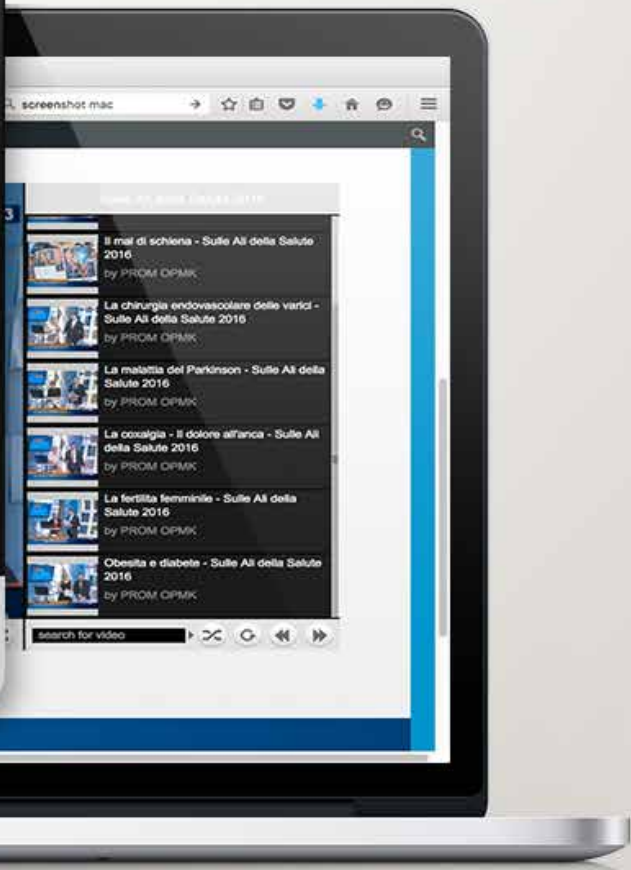 screenshot mac
3
Il mal di schiena - Sulle Ali della Salute
2016
by PROM OPMK
La chirurgia endovascolare delle varici -
Sulle Ali della Salute 2016
by PROM OPMK
La malattia del Parkinson - Sulle Ali della
Salute 2016
by PROM OPMK
La coxalgia - Il dolore all'anca - Sulle Ali
della Salute 2016
by PROM OPMK
La fertilita femminile - Sulle Ali della
Salute 2016
by PROM OPMK
Obesita e diabete - Sulle Ali della Salute
2016
by PROM OPMK
search for video